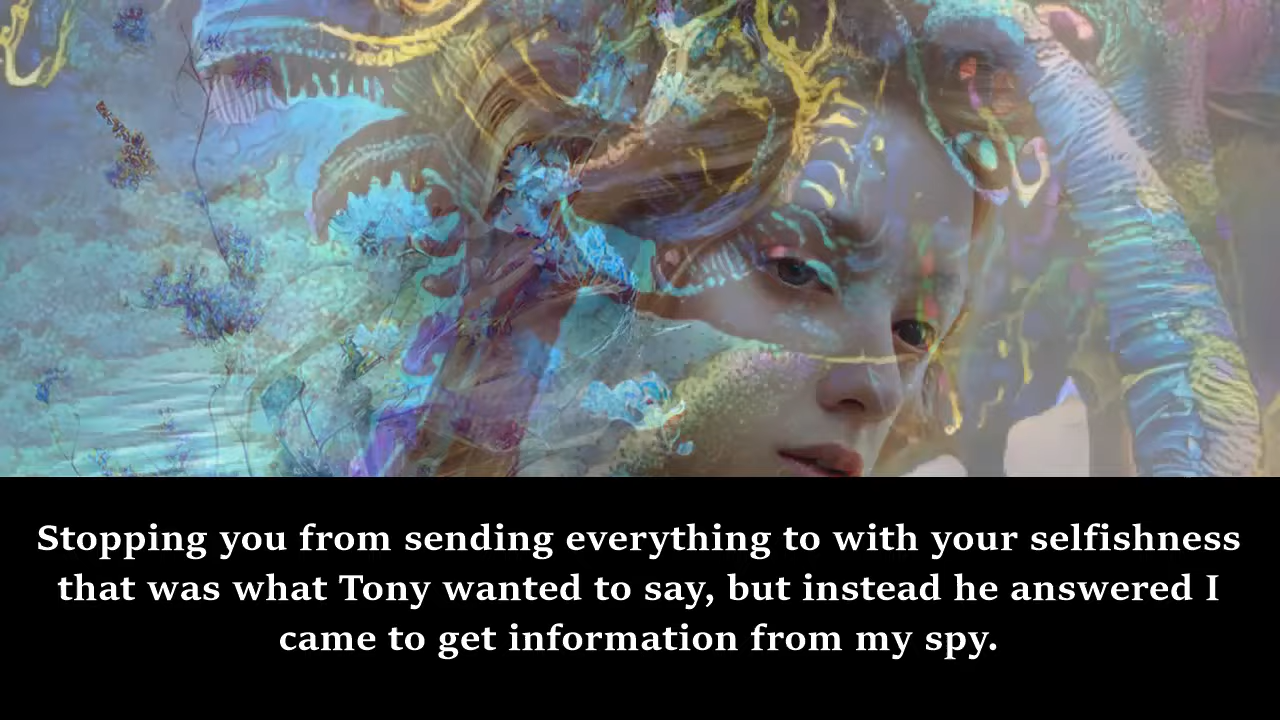 Stopping you from sending everything to with your selfishness
that was what Tony wanted to say, but instead he answered I
came to get information from my spy.